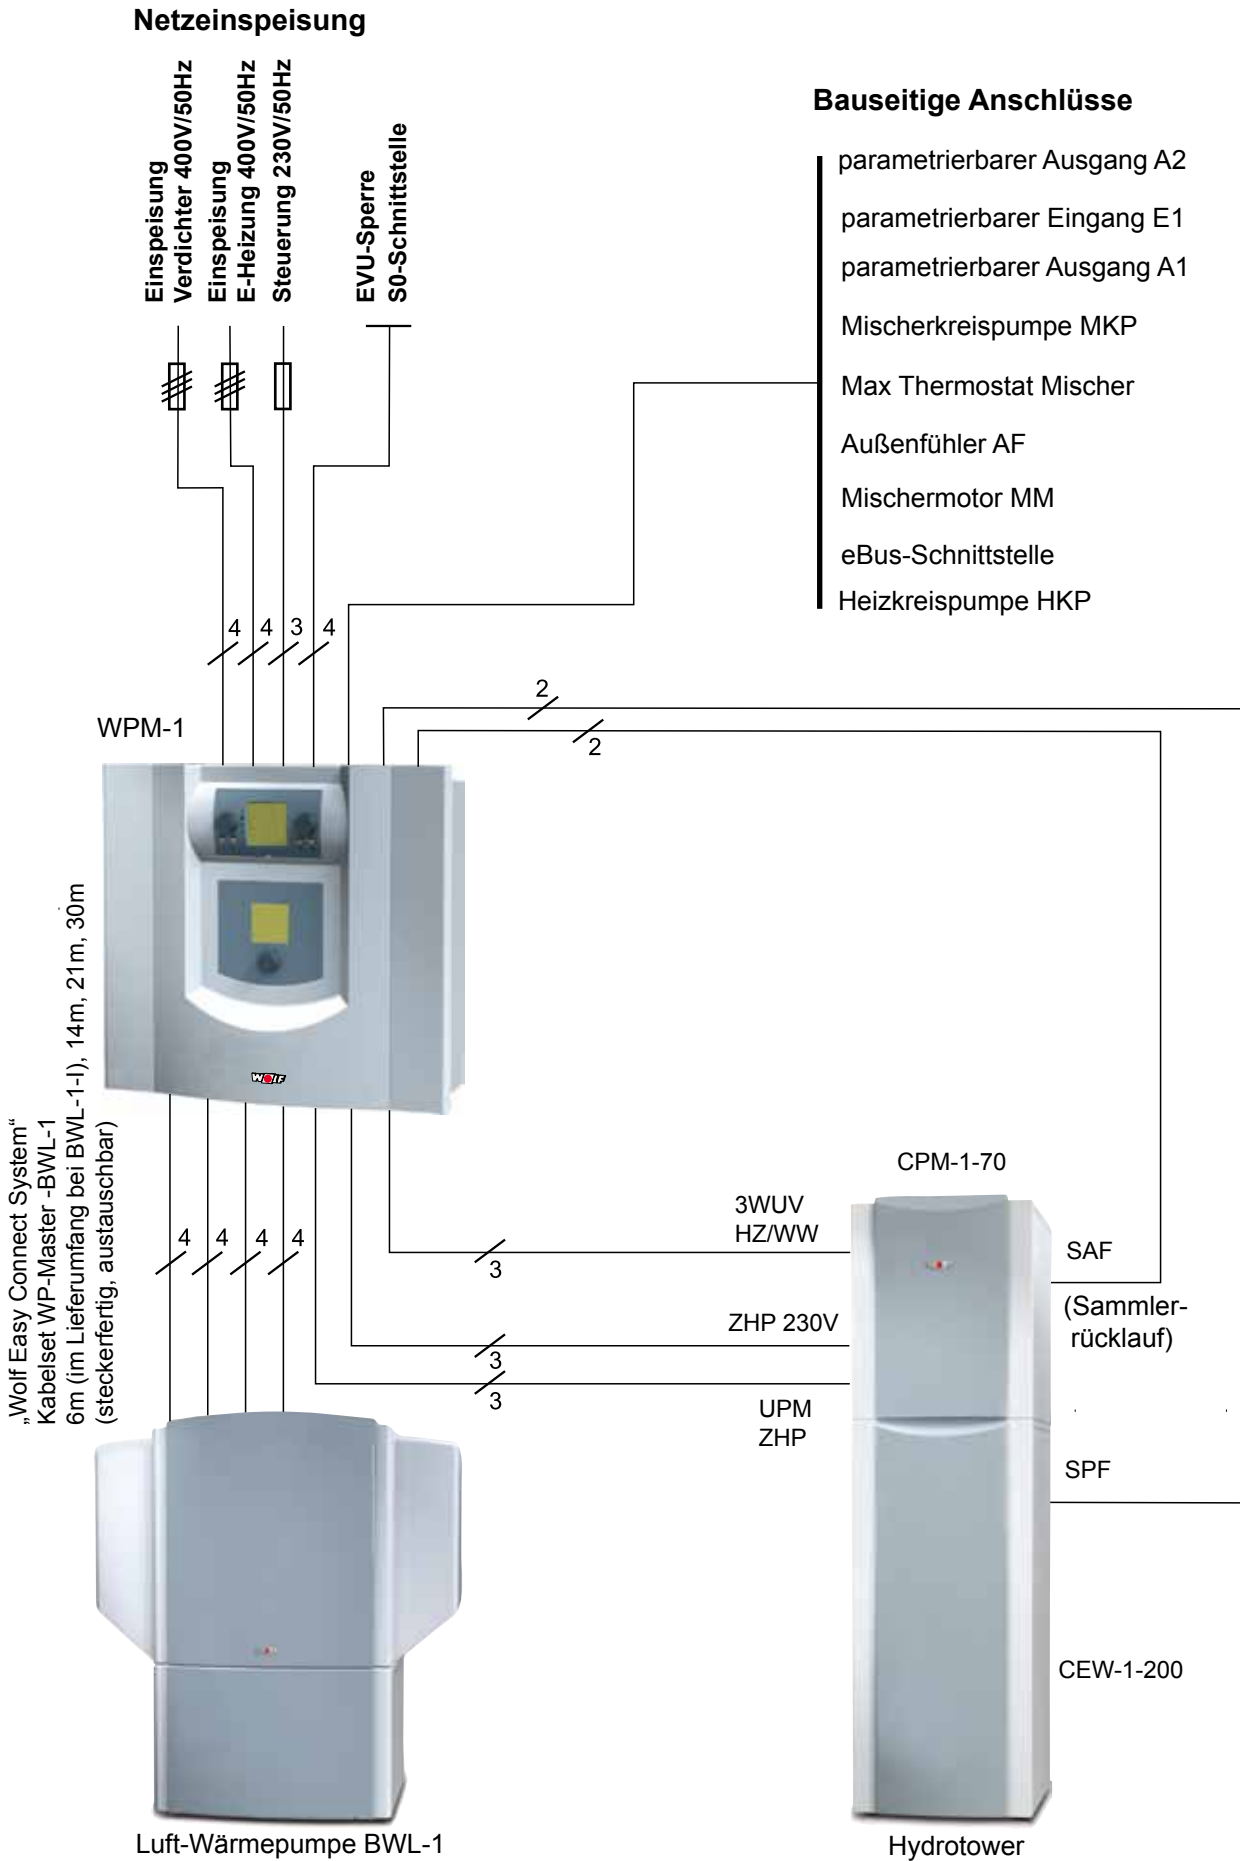 Netzeinspeisung
Einspeisung
Verdichter 400V/50Hz
Einspeisung
E-Heizung 400V/50Hz
Steuerung 230V/50Hz
EVU-Sperre
S0-Schnittstelle
Bauseitige Anschlüsse
parametrierbarer Ausgang A2
parametrierbarer Eingang E1
parametrierbarer Ausgang A1
Mischerkreispumpe MKP
Max Thermostat Mischer
Außenfühler AF
Mischermotor MM
eBus-Schnittstelle
Heizkreispumpe HKP
4 4 3 4
2
2
WPM-1
WOLF
„Wolf Easy Connect System“
Kabelset WP-Master -BWL-1
6m (im Lieferumfang bei BWL-1-I), 14m, 21m, 30m
(steckerfertig, austauschbar)
4 4 4 4
CPM-1-70
3WUV
HZ/WW
3
SAF
(Sammler-
rücklauf)
ZHP 230V
3
3
UPM
ZHP
SPF
CEW-1-200
Luft-Wärmepumpe BWL-1
Hydrotower